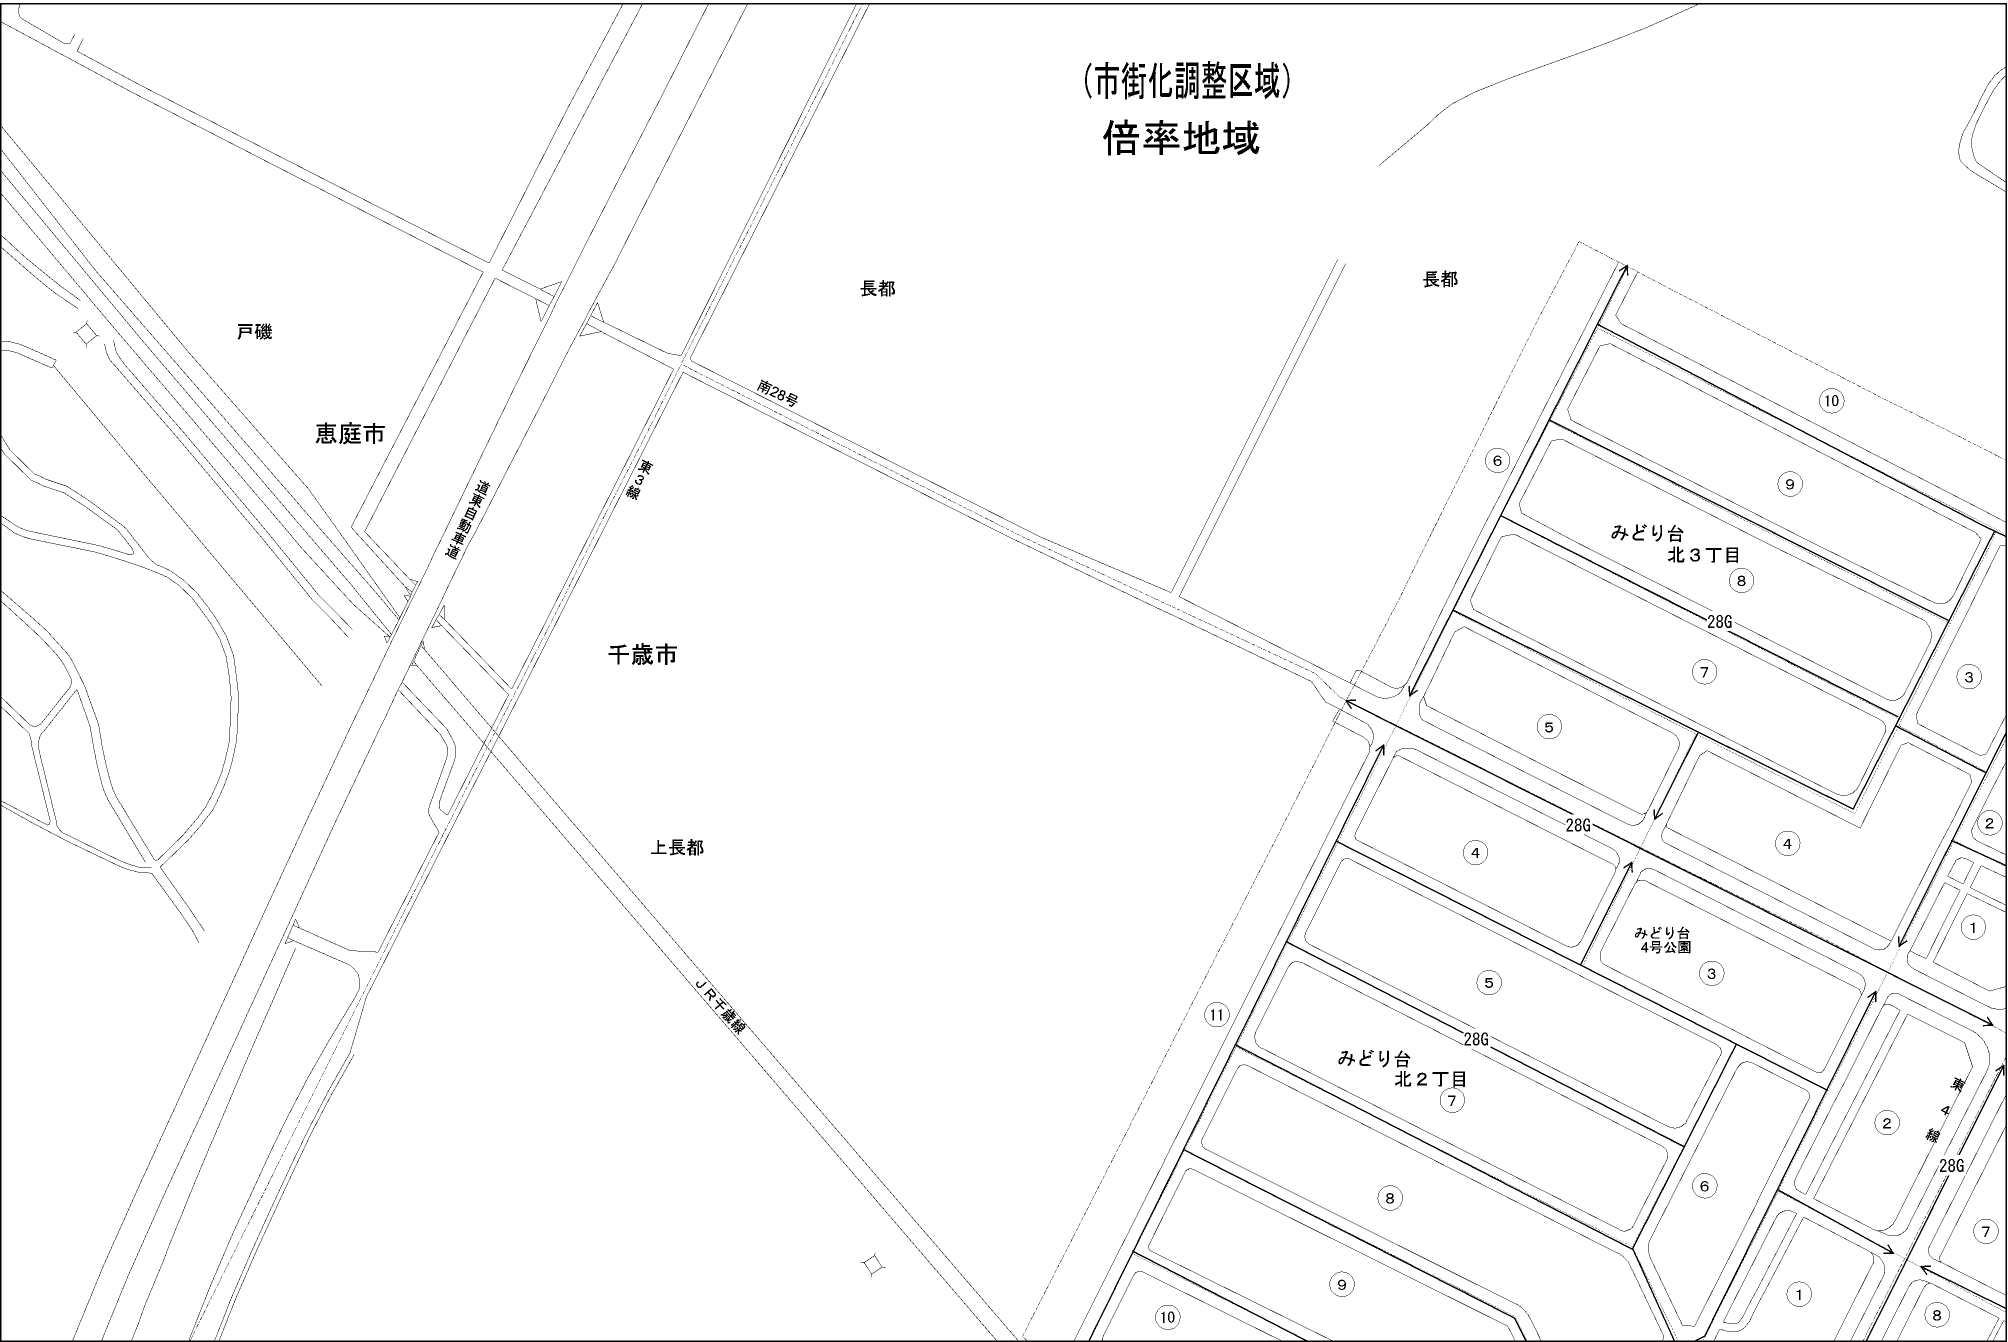 （市街化調整区域）
倍率地域
長都
長都
戸磯
南28号
恵庭市
東３線
道東自動車道
⑩
⑥
⑨
みどり台
北３丁目
⑧
28G
⑦
③
千歳市
⑤
28G
②
④
④
上長都
①
みどり台
4号公園
③
⑤
ＪＲ千歳線
⑪
28G
みどり台
北２丁目
⑦
東４線
②
28G
⑥
⑧
⑦
⑨
①
⑩
⑧